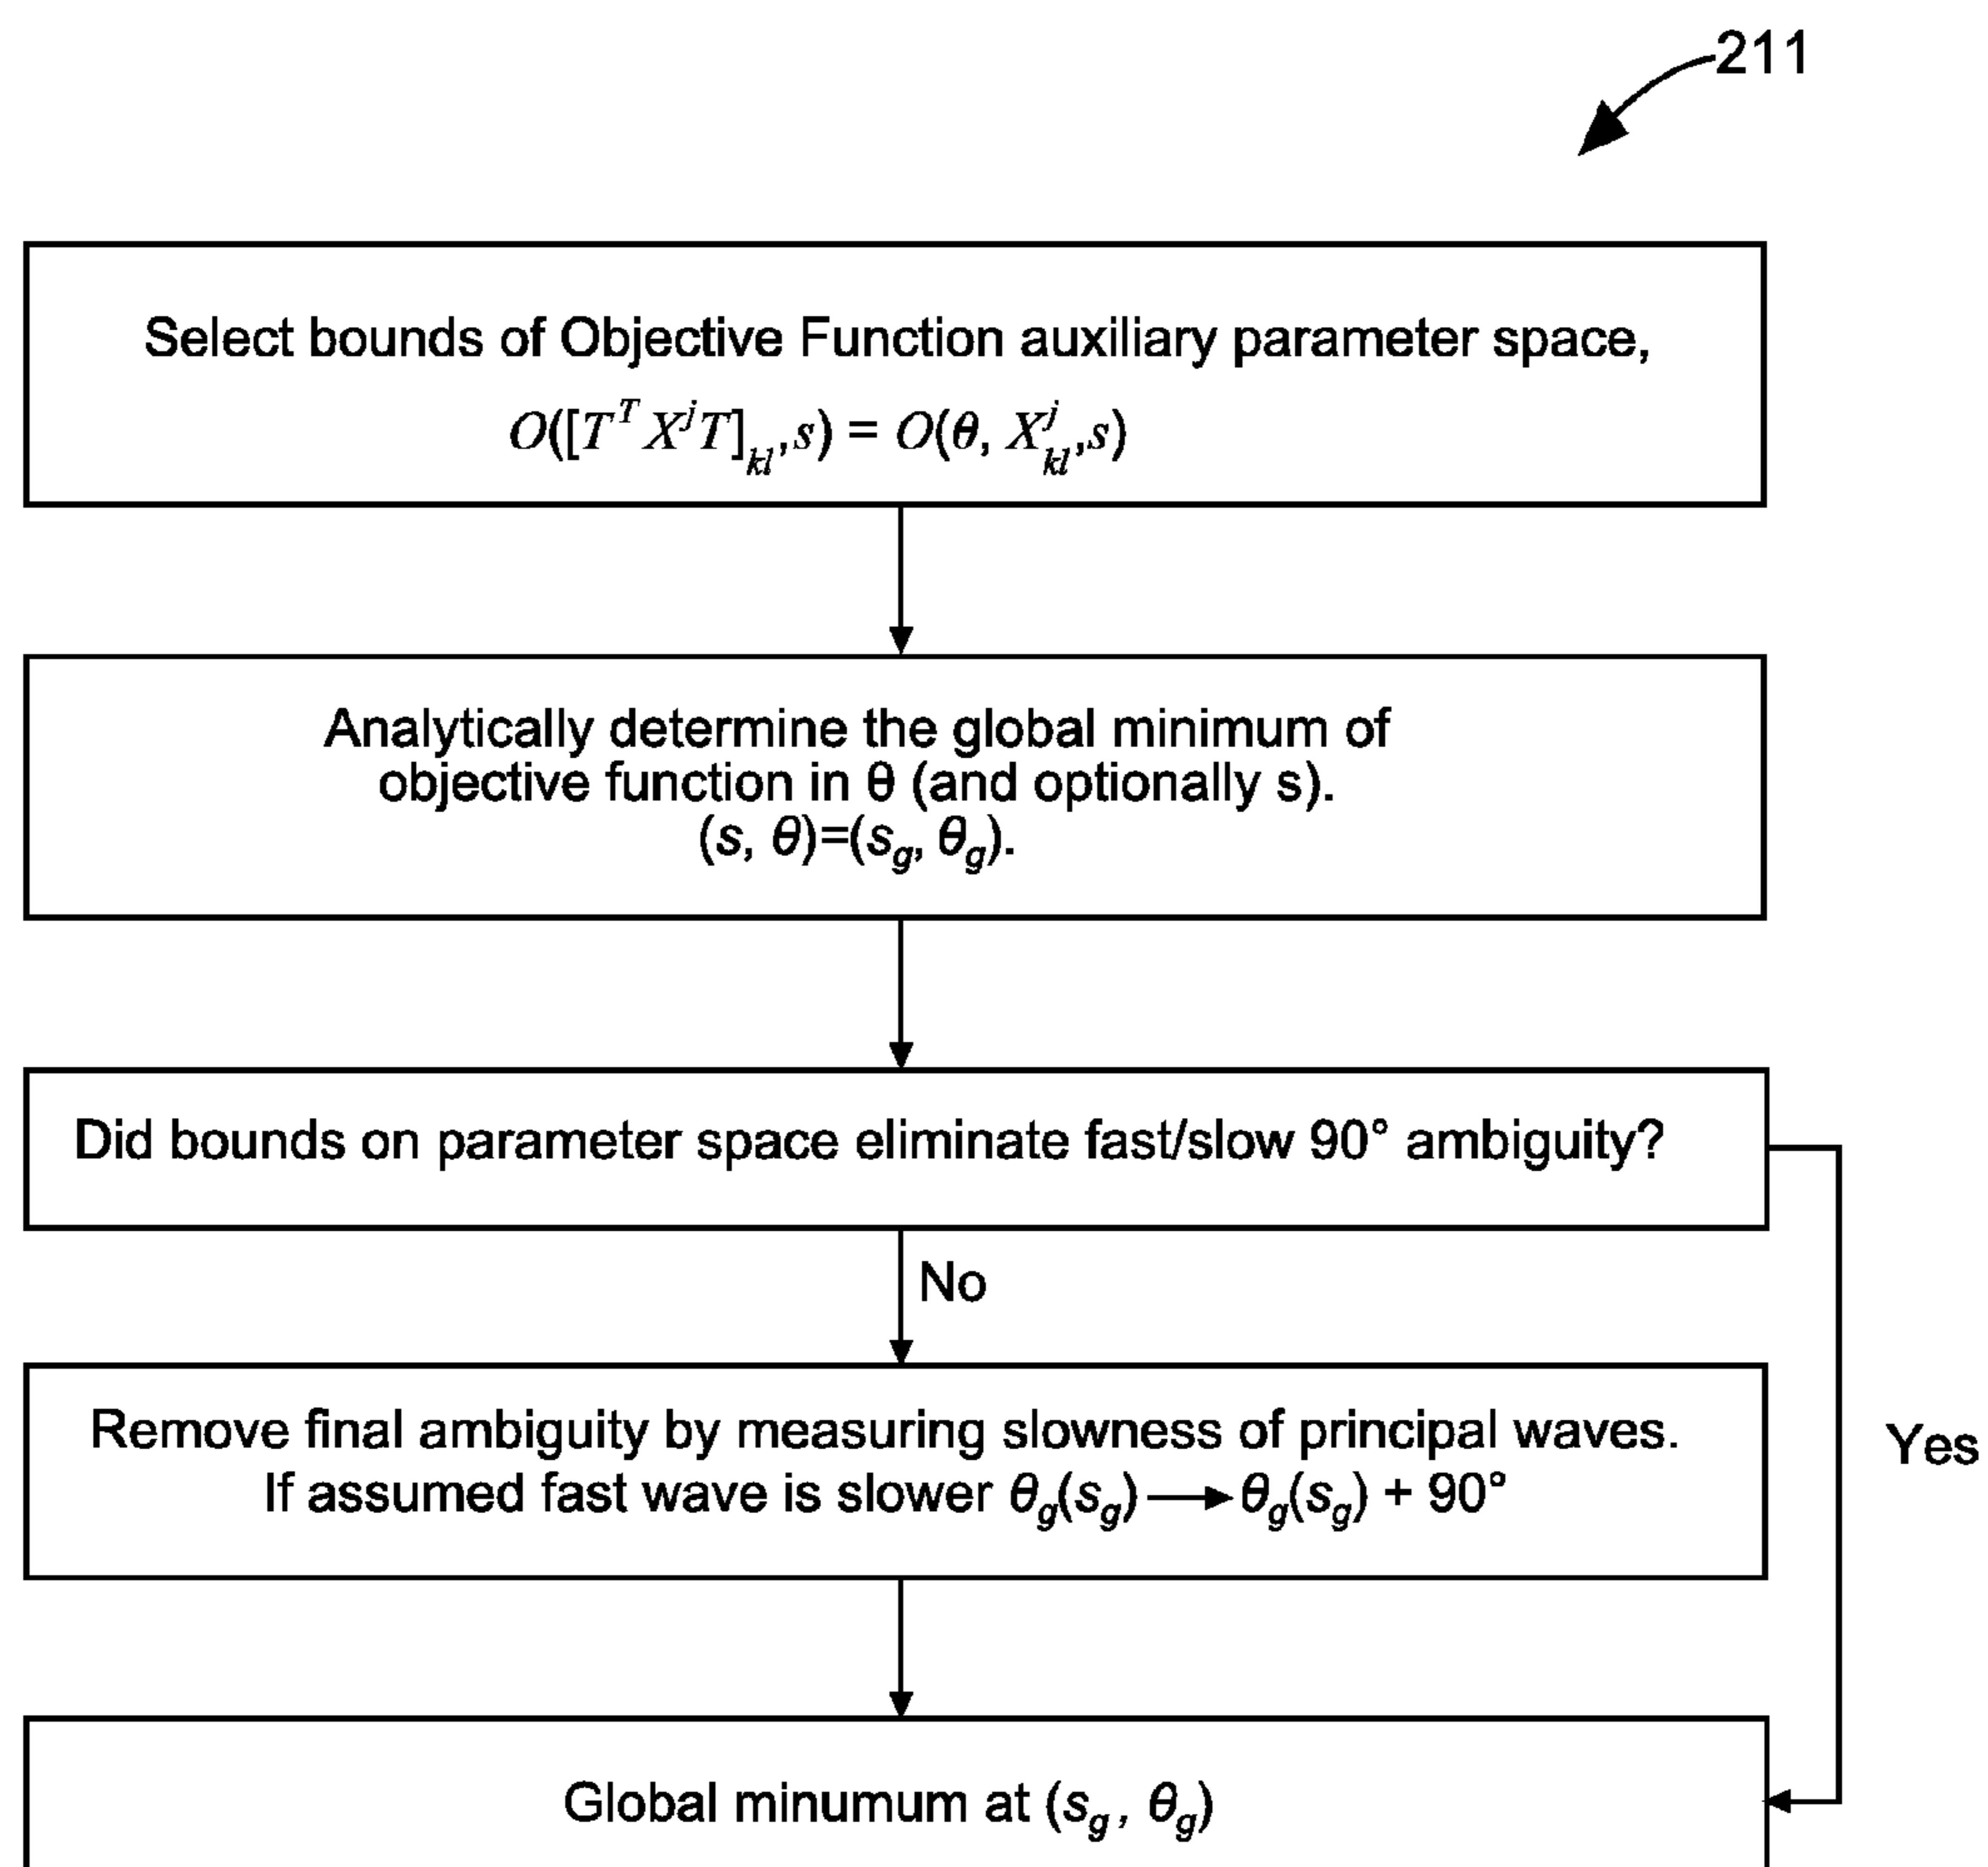 211
Select bounds of Objective Function auxiliary parameter space,
O([T^T X^j T]_kl, s) = O(θ, X^j_kl, s)
Analytically determine the global minimum of
objective function in θ (and optionally s).
(s, θ)=(s_g, θ_g).
Did bounds on parameter space eliminate fast/slow 90° ambiguity?
No
Remove final ambiguity by measuring slowness of principal waves.
If assumed fast wave is slower θ_g(s_g) → θ_g(s_g) + 90°
Yes
Global minumum at (s_g, θ_g)